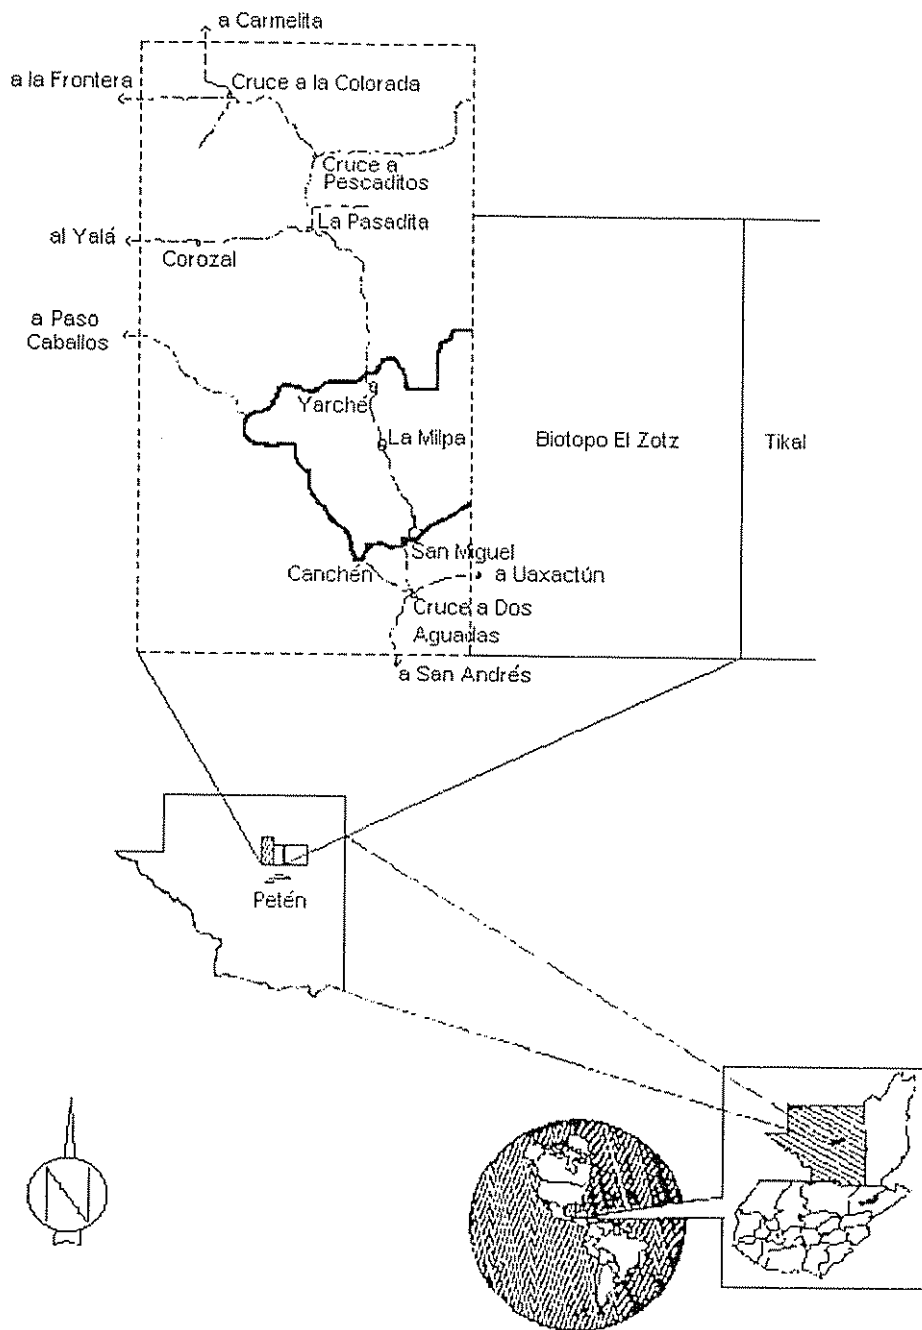 a Carmelita
a la Frontera
Cruce a la Colorada
Cruce a
Pescaditos
La Pasadita
al Yalá
Corozal
a Paso
Caballos
Yarché
La Milpa
Biotopo El Zotz
Tikal
San Miguel
Canchén
a Uaxactún
Cruce a Dos
Aguadas
a San Andrés
Petén
N